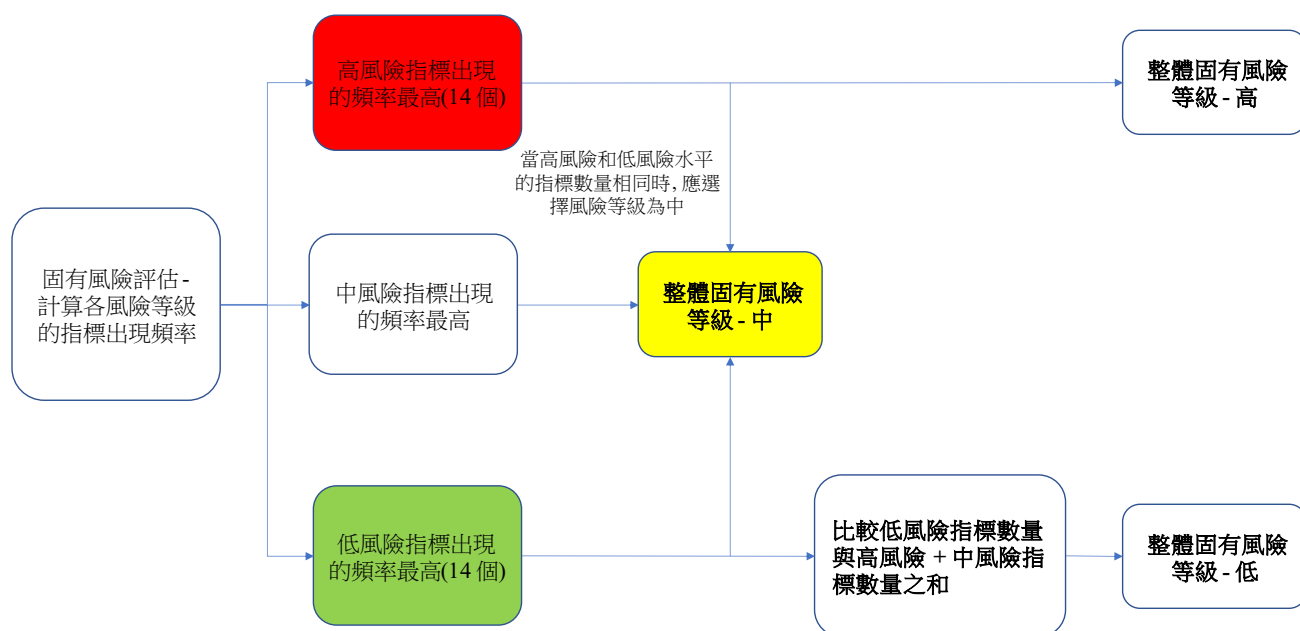 高風險指標出現
的頻率最高(14 個)
整體固有風險
等級 - 高
當高風險和低風險水平
的指標數量相同時, 應選
擇風險等級為中
固有風險評估 -
計算各風險等級
的指標出現頻率
中風險指標出現
的頻率最高
整體固有風險
等級 - 中
低風險指標出現
的頻率最高(14 個)
比較低風險指標數量
與高風險 + 中風險指
標數量之和
整體固有風險
等級 - 低